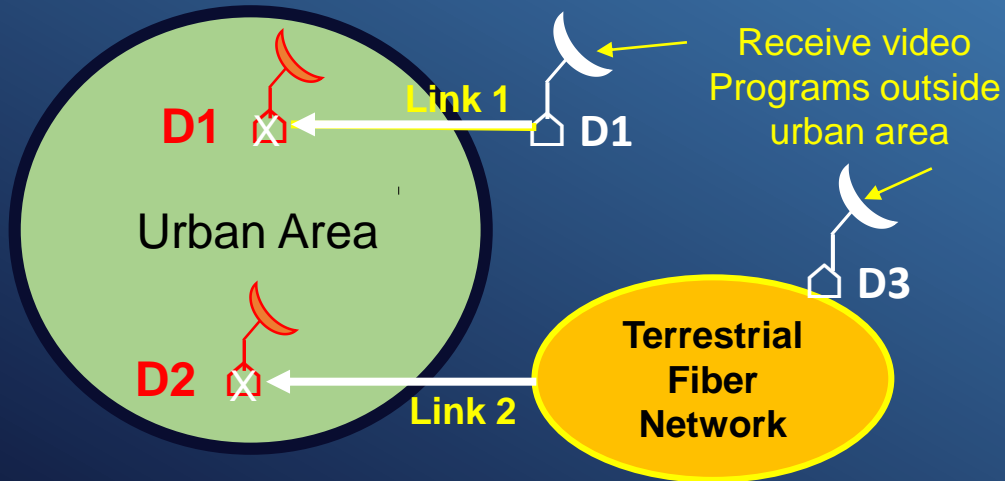 Receive video
Programs outside
urban area
Link 1
D1
X
D1
Urban Area
D3
D2
X
Link 2
Terrestrial
Fiber
Network